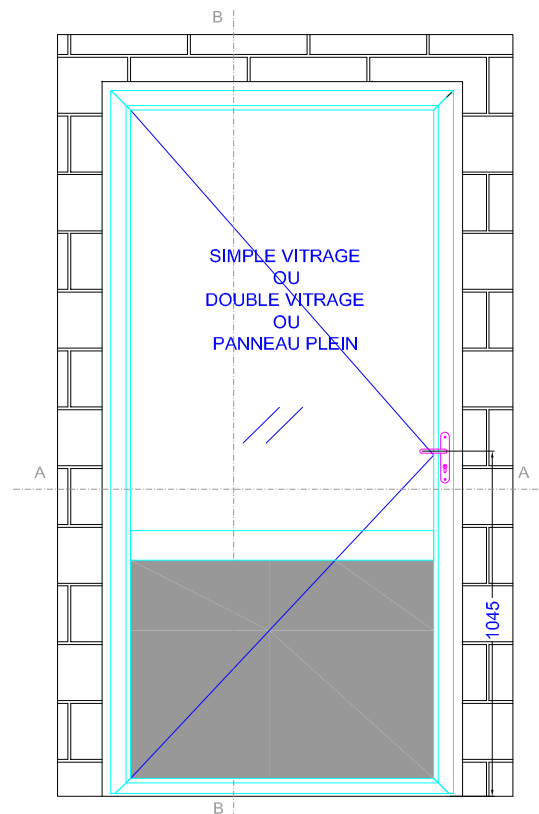 B
SIMPLE VITRAGE
OU
DOUBLE VITRAGE
OU
PANNEAU PLEIN
A
A
1045
B